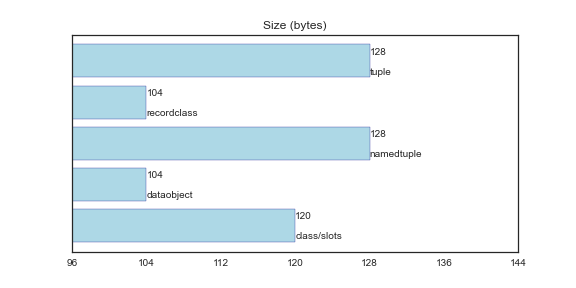 Size (bytes)
128
tuple
104
recordclass
128
namedtuple
104
dataobject
120
class/slots
96 104 112 120 128 136 144